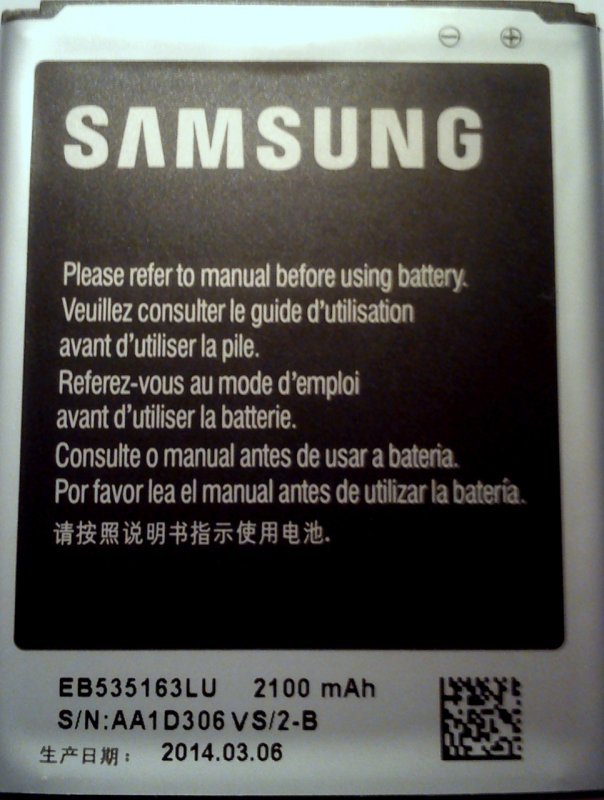 SAMSUNG
Please refer to manual before using battery.
Veuillez consulter le guide d'utilisation
avant d'utiliser la pile.
Referez-vous au mode d'emploi
avant d'utiliser la batterie.
Consulte o manual antes de usar a bateria.
Por favor lea el manual antes de utilizar la batería.
请按照说明书指示使用电池.
EB535163LU 2100 mAh
S/N:AA1D306VS/2-B
生产日期: 2014.03.06